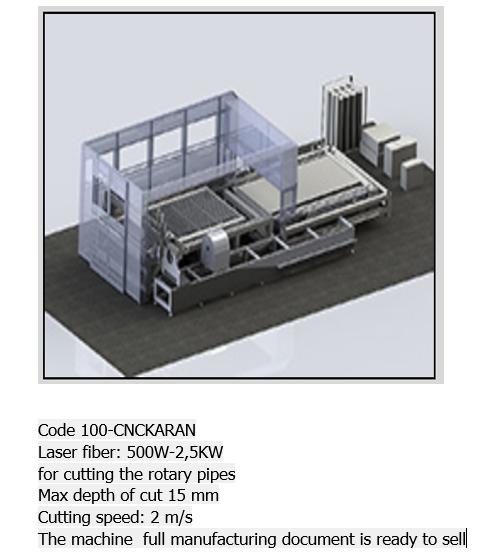 Code 100-CNCKARAN
Laser fiber: 500W-2,5KW
for cutting the rotary pipes
Max depth of cut 15 mm
Cutting speed: 2 m/s
The machine  full manufacturing document is ready to sell